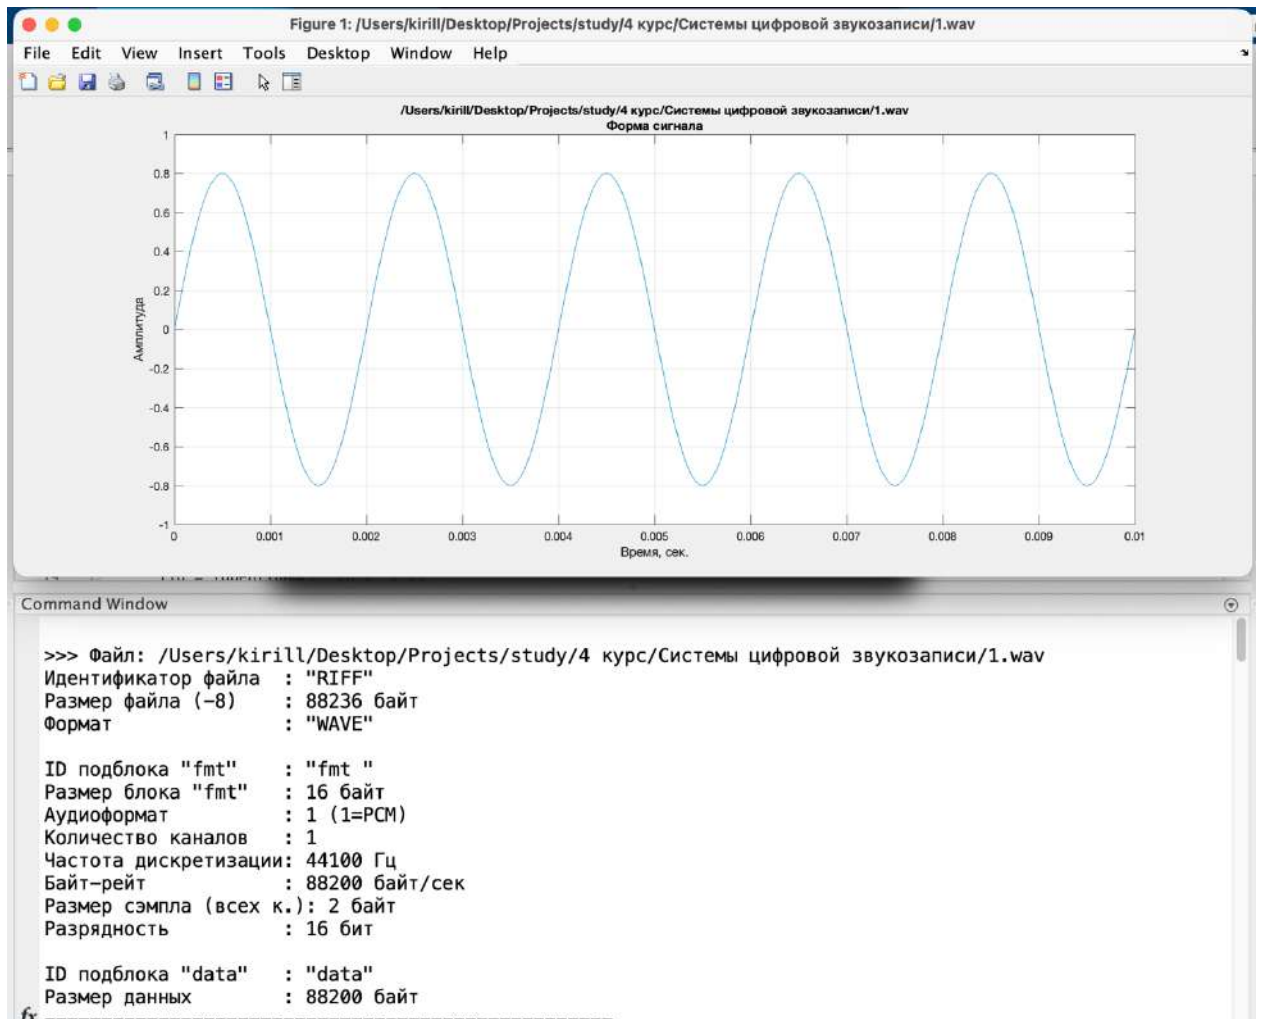 Figure 1: /Users/kirill/Desktop/Projects/study/4 курс/Системы цифровой звукозаписи/1.wav
File Edit View Insert Tools Desktop Window Help
/Users/kirill/Desktop/Projects/study/4 курс/Системы цифровой звукозаписи/1.wav
Форма сигнала
1
0.8
0.6
0.4
0.2
0
-0.2
-0.4
-0.6
-0.8
-1
Амплитуда
0 0.001 0.002 0.003 0.004 0.005 0.006 0.007 0.008 0.009 0.01
Время, сек.
Command Window
>>> Файл: /Users/kirill/Desktop/Projects/study/4 курс/Системы цифровой звукозаписи/1.wav
Идентификатор файла : "RIFF"
Размер файла (-8) : 88236 байт
Формат : "WAVE"
ID подблока "fmt" : "fmt "
Размер блока "fmt" : 16 байт
Аудиоформат : 1 (1=PCM)
Количество каналов : 1
Частота дискретизации: 44100 Гц
Байт-рейт : 88200 байт/сек
Размер сэмпла (всех к.): 2 байт
Разрядность : 16 бит
ID подблока "data" : "data"
Размер данных : 88200 байт
fx